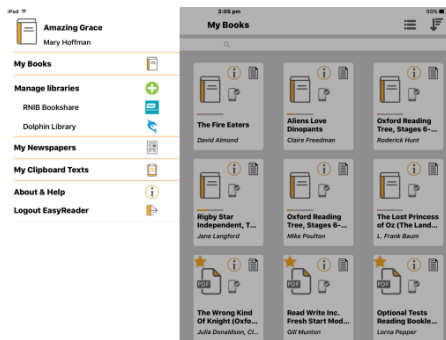 iPad
2:05 pm
50%
Amazing Grace
Mary Hoffman
My Books
Manage libraries
RNIB Bookshare
Dolphin Library
My Newspapers
My Clipboard Texts
About & Help
Logout EasyReader
My Books
The Fire Eaters
David Almond
Aliens Love
Dinopants
Claire Freedman
Oxford Reading
Tree, Stages 6-...
Roderick Hunt
Rigby Star
Independent, T...
Jane Langford
Oxford Reading
Tree, Stages 6-...
Mike Poulton
The Lost Princess
of Oz (The Land...
L. Frank Baum
PDF
The Wrong Kind
Of Knight (Oxfo...
Julia Donaldson, Cl...
PDF
Read Write Inc.
Fresh Start Mod...
Gill Munton
PDF
Optional Tests
Reading Bookle...
Lorna Pepper